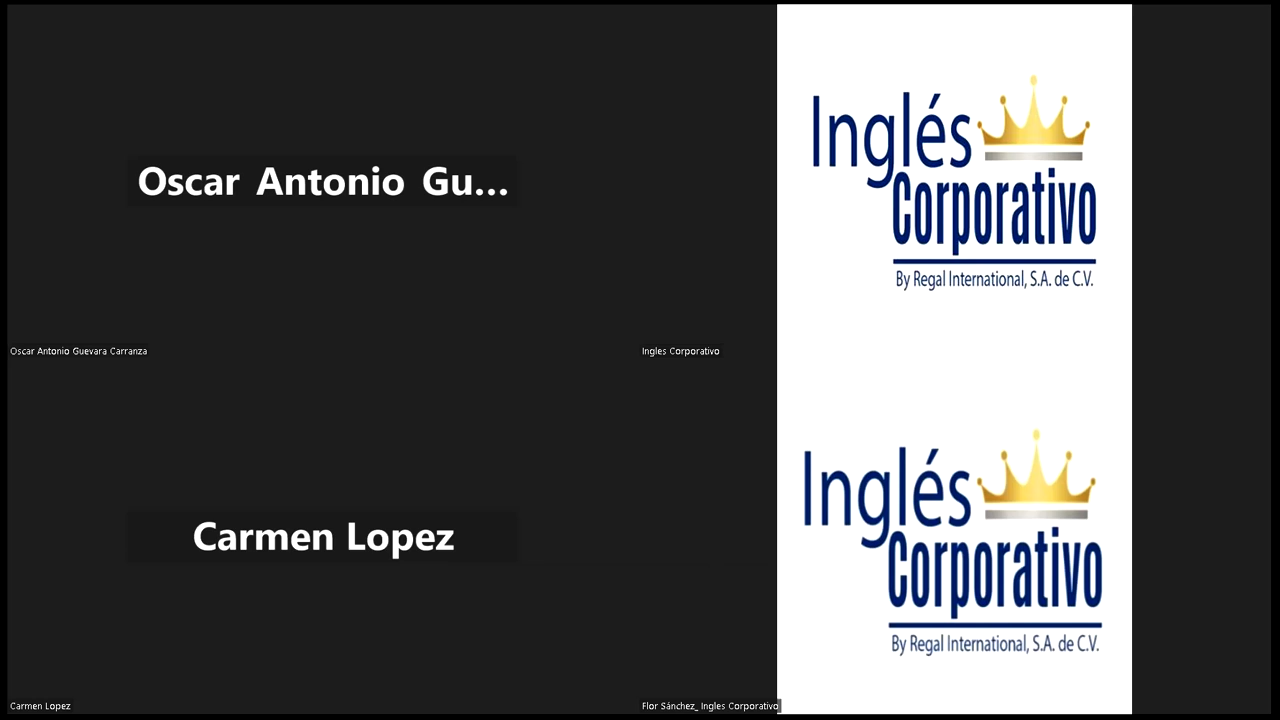 Oscar Antonio Gu...
Oscar Antonio Guevara Carranza
Inglés
Corporativo
By Regal International, S.A. de C.V.
Ingles Corporativo
Carmen Lopez
Carmen Lopez
Inglés
Corporativo
By Regal International, S.A. de C.V.
Flor Sánchez_ Ingles Corporativo